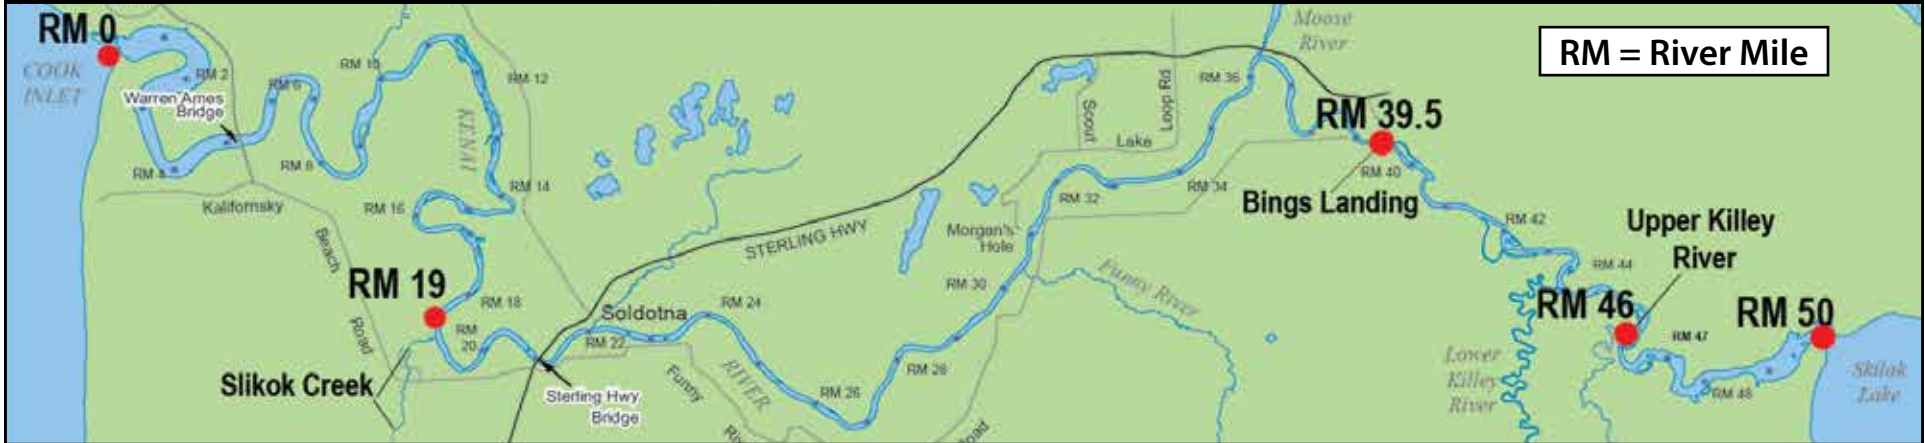 RM 0
COOK
INLET
RM 2
Warren Ames
Bridge
RM 4
RM 6
RM 8
RM 10
RM 12
KENAI
RM 14
RM 16
Kalifornsky
Beach
Road
RM 19
RM 18
RM
20
Slikok Creek
Sterling Hwy
Bridge
Soldotna
RM 22
RM 24
Funny
RIVER
RM 26
RM 28
RM 30
STERLING HWY
Morgan's
Hole
RM 32
Funny River
RM 34
Scout
Lake
Loop Rd
RM 36
Moose
River
RM = River Mile
RM 39.5
RM 40
Bings Landing
RM 42
Upper Killey
River
RM 44
RM 46
RM 47
RM 50
RM 48
Lower
Killey
River
Skilak
Lake